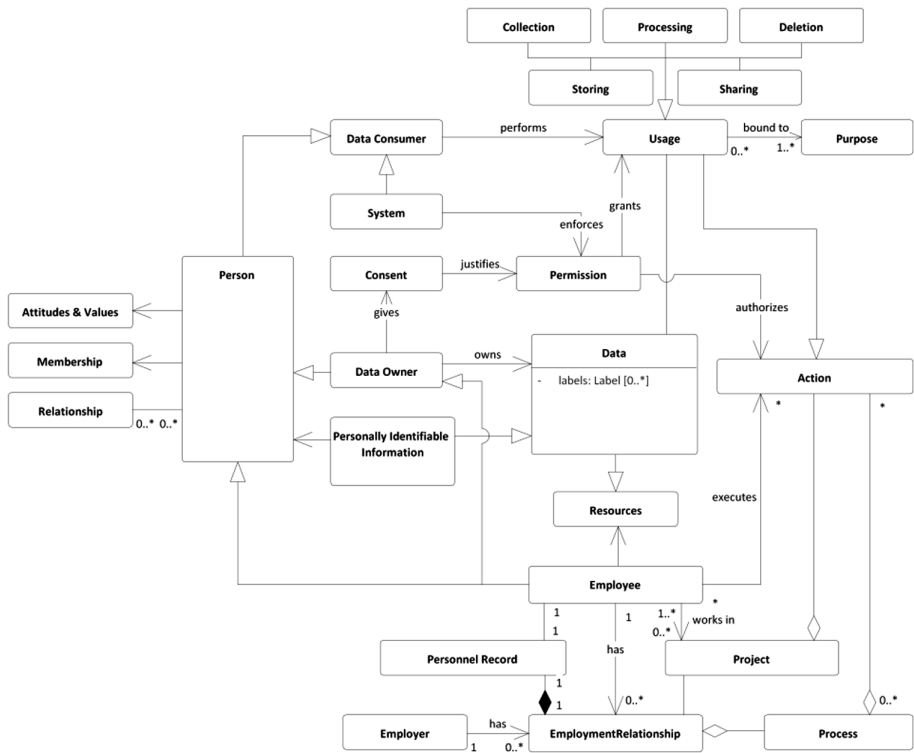 Collection
Processing
Deletion
Storing
Sharing
Data Consumer
performs
Usage
bound to
0..*
1..*
Purpose
System
enforces
grants
Person
Consent
justifies
Permission
Attitudes & Values
gives
authorizes
Membership
Data Owner
owns
Data
- labels: Label [0..*]
Action
Relationship
0..* 0..*
*
*
Personally Identifiable
Information
executes
Resources
Employee
*
1
1
1
1..*
0..*
works in
has
Personnel Record
Project
1
1
0..*
0..*
Employer
has
1
0..*
EmploymentRelationship
Process